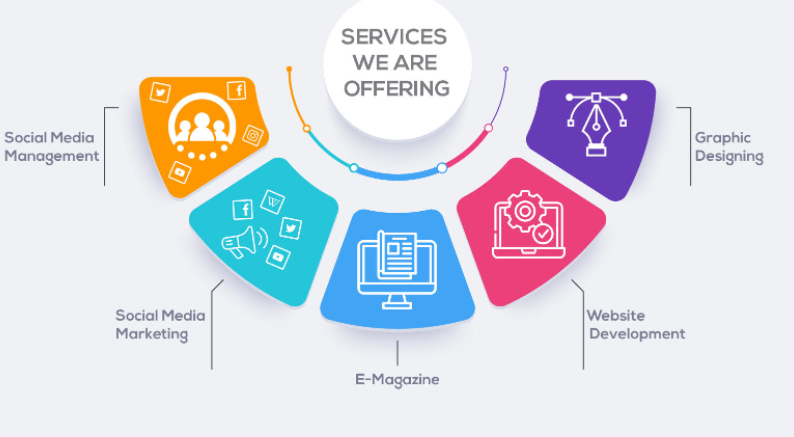 SERVICES
WE ARE
OFFERING
Social Media
Management
Graphic
Designing
Social Media
Marketing
Website
Development
E-Magazine